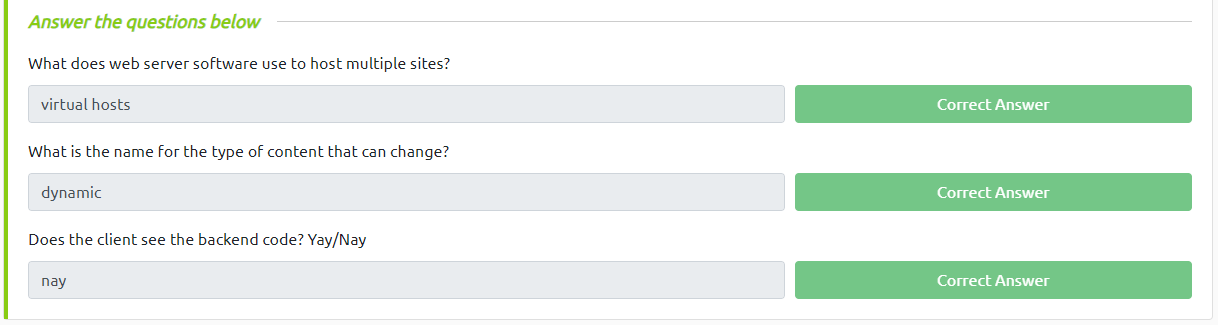 Answer the questions below
What does web server software use to host multiple sites?
virtual hosts
Correct Answer
What is the name for the type of content that can change?
dynamic
Correct Answer
Does the client see the backend code? Yay/Nay
nay
Correct Answer